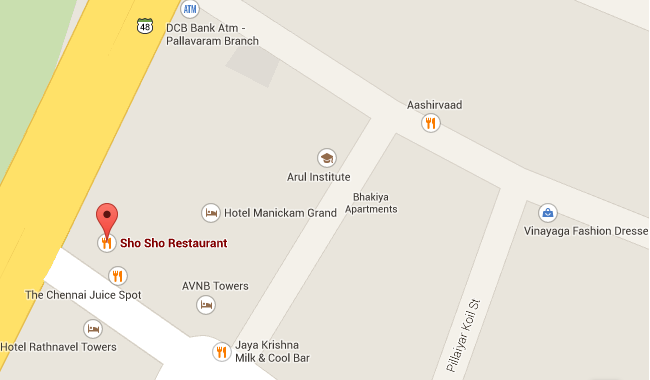 ATM
48
DCB Bank Atm -
Pallavaram Branch
Aashirvaad
Arul Institute
Bhakiya
Apartments
Hotel Manickam Grand
Vinayaga Fashion Dresse
Sho Sho Restaurant
The Chennai Juice Spot
AVNB Towers
Pillaiyar Koil St
Hotel Rathnavel Towers
Jaya Krishna
Milk & Cool Bar